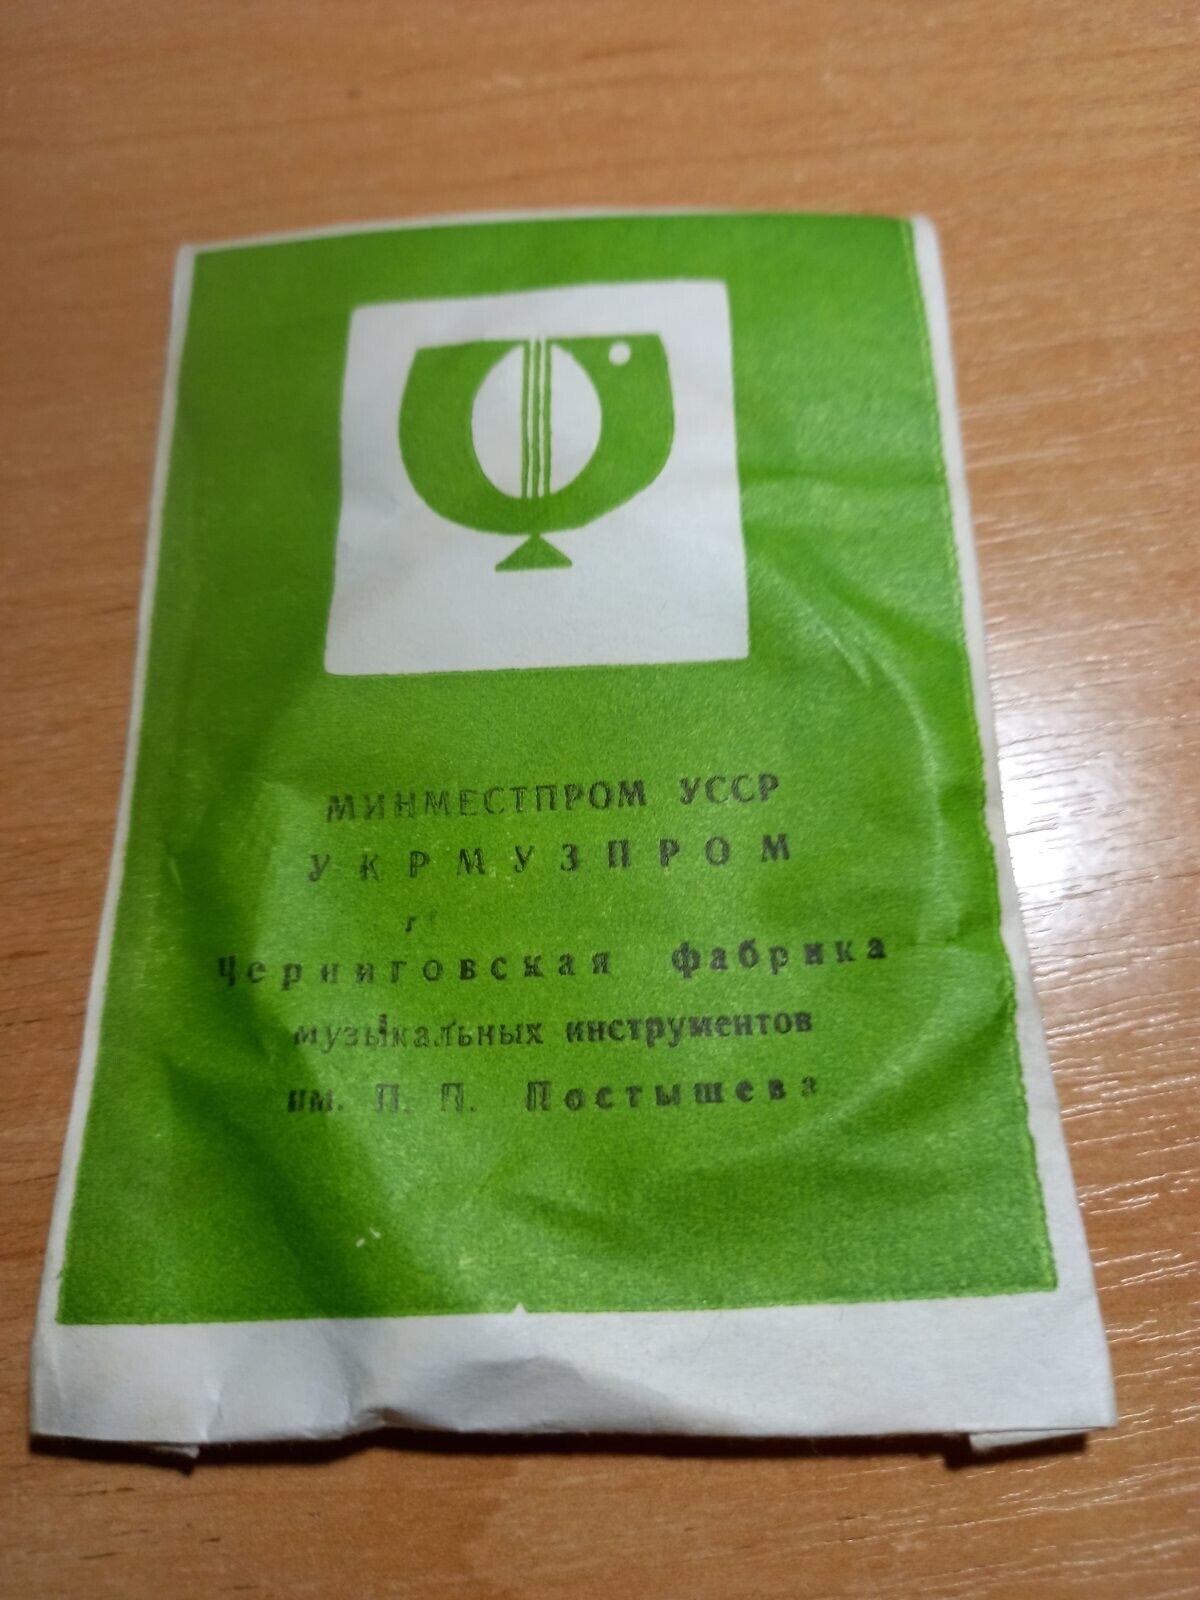 МИНМЕСТПРОМ УССР
УКРМУЗПРОМ
г
Черниговская фабрика
музыкальных инструментов
им. П. П. Постышева